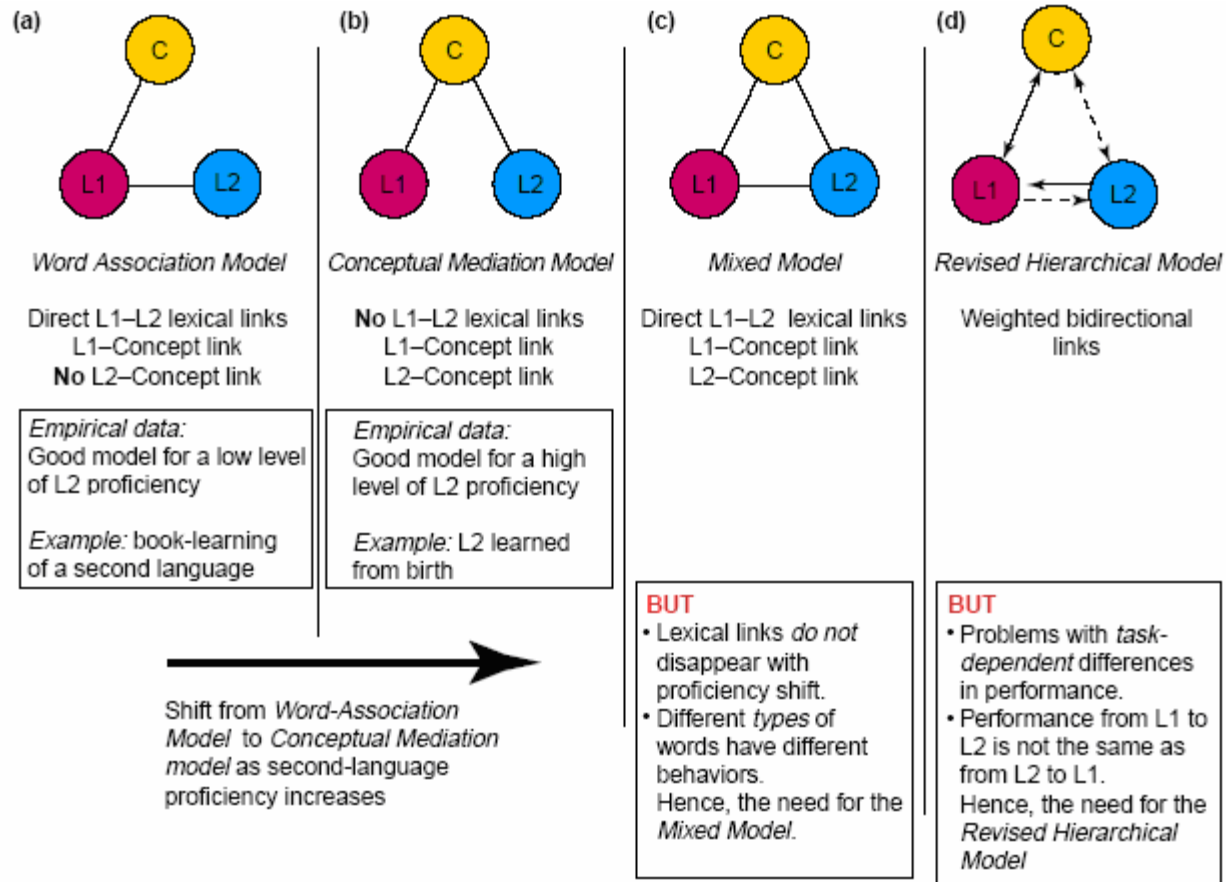 (a)
C
L1
L2
Word Association Model
Direct L1–L2 lexical links
L1–Concept link
No L2–Concept link
Empirical data:
Good model for a low level
of L2 proficiency
Example: book-learning
of a second language
(b)
C
L1
L2
Conceptual Mediation Model
No L1–L2 lexical links
L1–Concept link
L2–Concept link
Empirical data:
Good model for a high
level of L2 proficiency
Example: L2 learned
from birth
Shift from Word-Association
Model to Conceptual Mediation
model as second-language
proficiency increases
(c)
C
L1
L2
Mixed Model
Direct L1–L2 lexical links
L1–Concept link
L2–Concept link
BUT
• Lexical links do not
disappear with
proficiency shift.
• Different types of
words have different
behaviors.
Hence, the need for the
Mixed Model.
(d)
C
L1
L2
Revised Hierarchical Model
Weighted bidirectional
links
BUT
• Problems with task-
dependent differences
in performance.
• Performance from L1 to
L2 is not the same as
from L2 to L1.
Hence, the need for the
Revised Hierarchical
Model